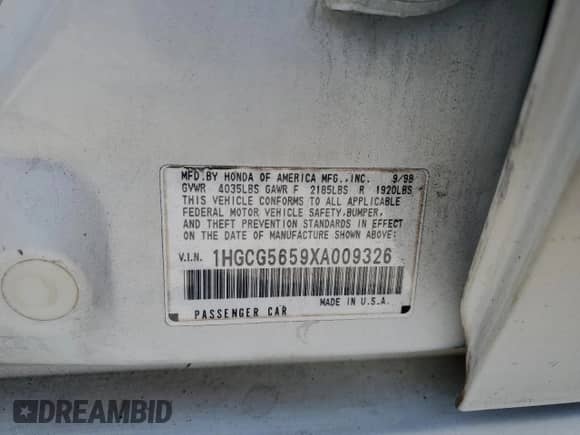 MFD.BY HONDA OF AMERICA MFG.,INC. 9/98
GVWR 4035LBS GAWR F 2185LBS R 1920LBS
THIS VEHICLE CONFORMS TO ALL APPLICABLE
FEDERAL MOTOR VEHICLE SAFETY,BUMPER,
AND THEFT PREVENTION STANDARDS IN EFFECT
ON THE DATE OF MANUFACTURE SHOWN ABOVE.
V.I.N. 1HGCG5659XA009326
MADE IN U.S.A.
PASSENGER CAR
DREAMBID